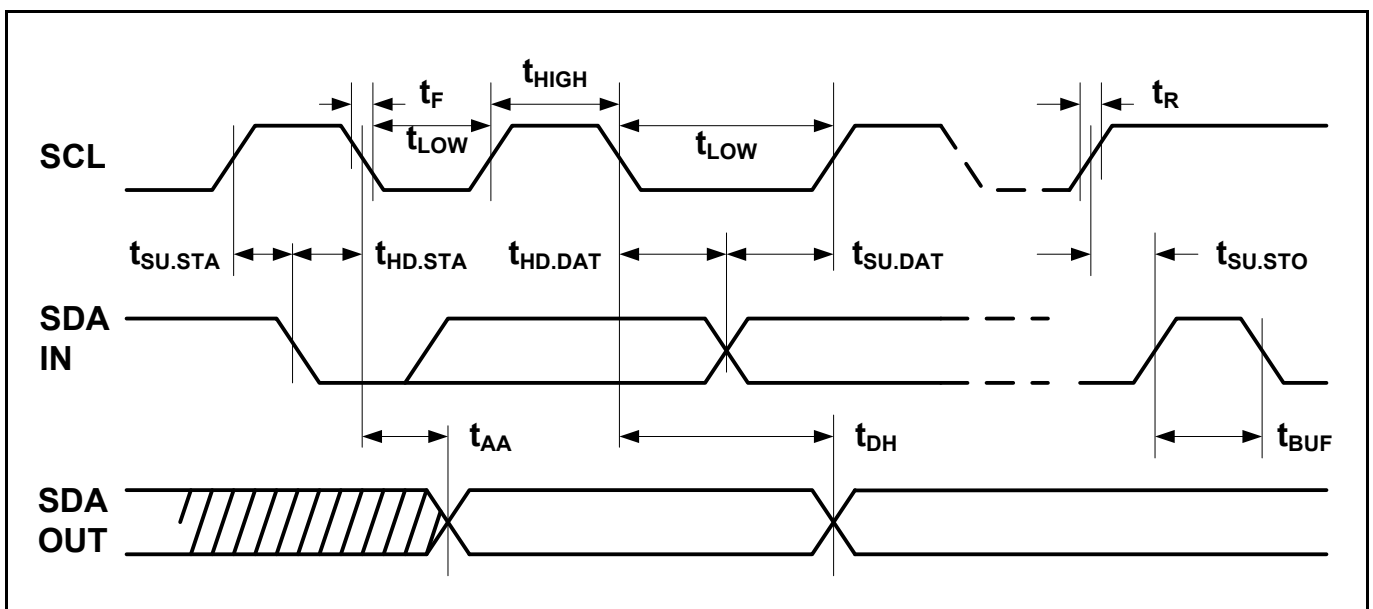 tHIGH
tF
tR
tLOW
tLOW
SCL
tSU.STA
tHD.STA
tHD.DAT
tSU.DAT
tSU.STO
SDA
IN
tAA
tDH
tBUF
SDA
OUT